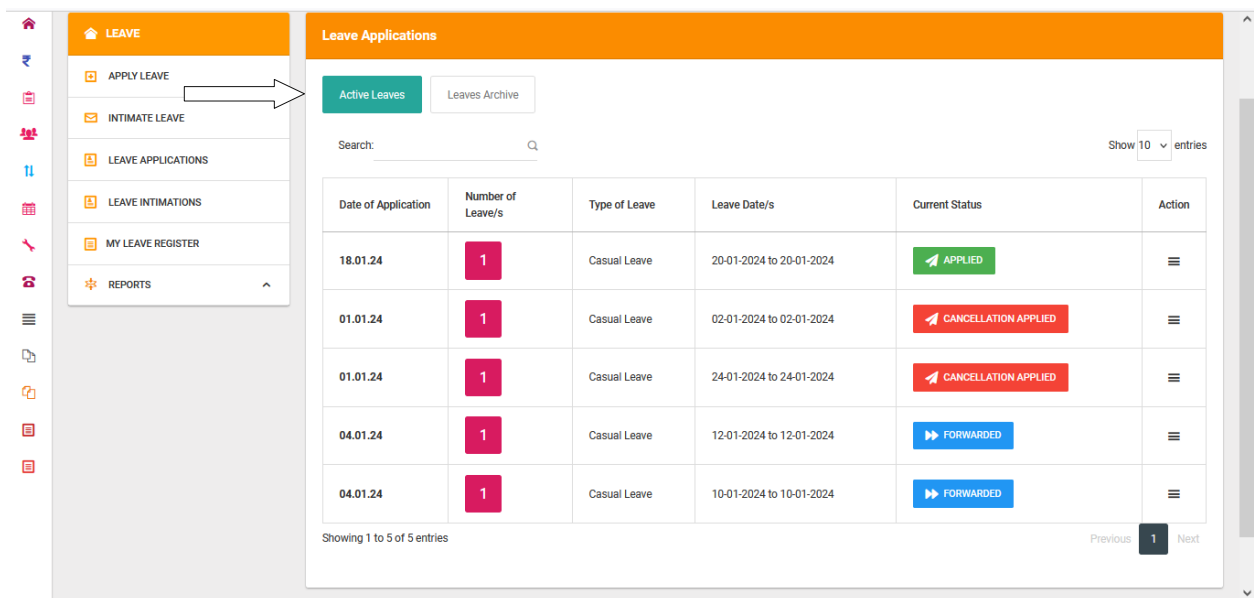 LEAVE
APPLY LEAVE
INTIMATE LEAVE
LEAVE APPLICATIONS
LEAVE INTIMATIONS
MY LEAVE REGISTER
REPORTS
Leave Applications
Active Leaves Leaves Archive
Search: Show 10 entries
Date of Application Number of Leave/s Type of Leave Leave Date/s Current Status Action
18.01.24 1 Casual Leave 20-01-2024 to 20-01-2024 APPLIED
01.01.24 1 Casual Leave 02-01-2024 to 02-01-2024 CANCELLATION APPLIED
01.01.24 1 Casual Leave 24-01-2024 to 24-01-2024 CANCELLATION APPLIED
04.01.24 1 Casual Leave 12-01-2024 to 12-01-2024 FORWARDED
04.01.24 1 Casual Leave 10-01-2024 to 10-01-2024 FORWARDED
Showing 1 to 5 of 5 entries Previous 1 Next